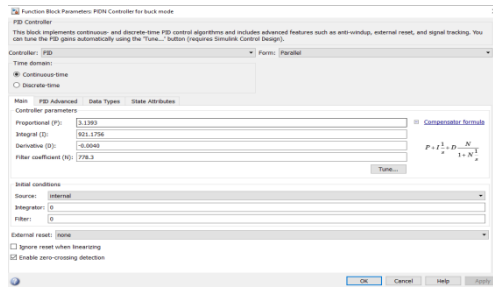 Function Block Parameters: PIDN Controller for buck mode
PID Controller
This block implements continuous- and discrete-time PID control algorithms and includes advanced features such as anti-windup, external reset, and signal tracking. You
can tune the PID gains automatically using the 'Tune...' button (requires Simulink Control Design).
Controller: PID Form: Parallel
Time domain:
Continuous-time
Discrete-time
Main PID Advanced Data Types State Attributes
Controller parameters
Proportional (P): 3.1393 Compensator formula
Integral (I): 921.1756
Derivative (D): -0.0040
Filter coefficient (N): 778.3
P+I 1/s +D N/(1+N 1/s)
Tune...
Initial conditions
Source: internal
Integrator: 0
Filter: 0
External reset: none
Ignore reset when linearizing
Enable zero-crossing detection
OK Cancel Help Apply